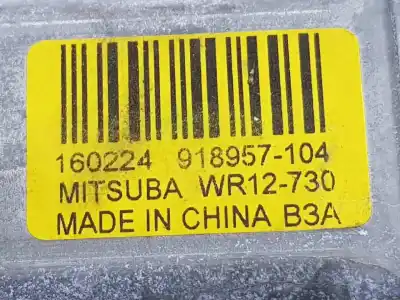 160224 918957-104
MITSUBA WR12-730
MADE IN CHINA B3A